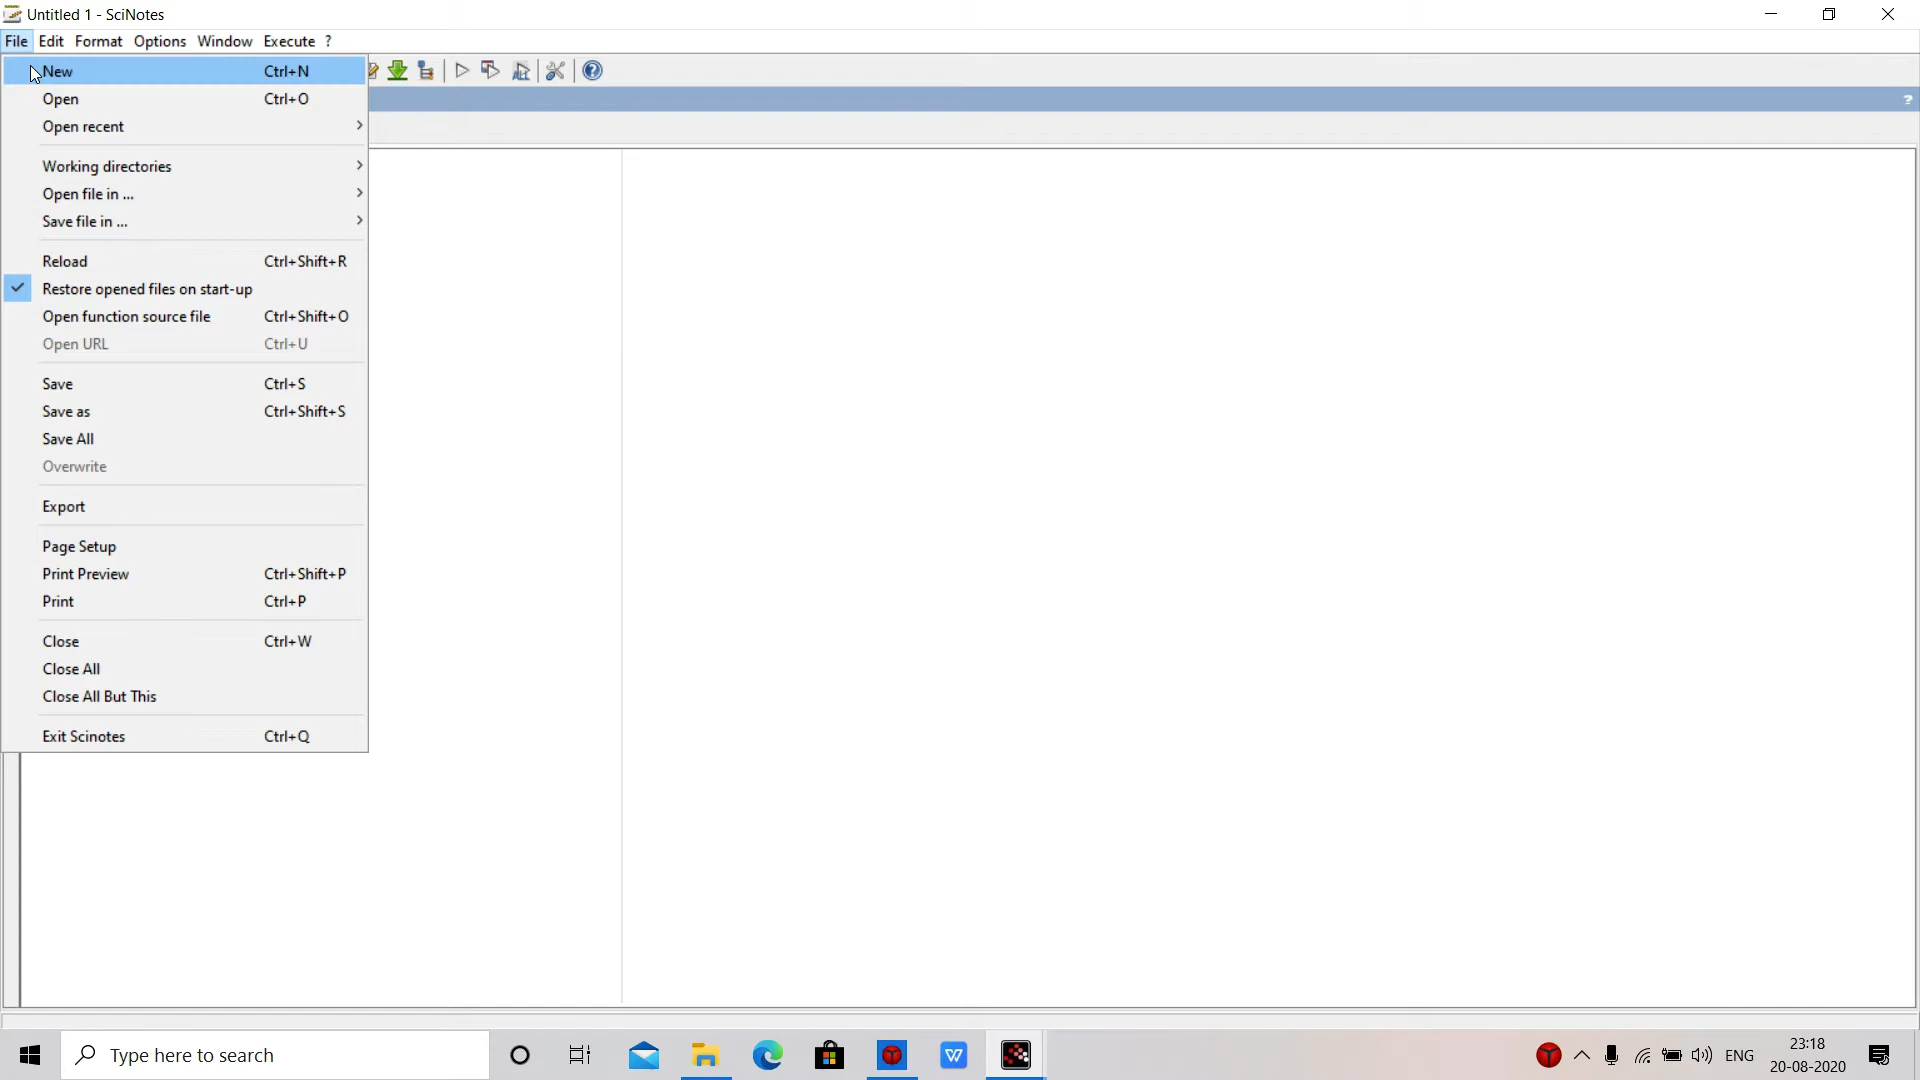 Untitled 1 - SciNotes
File Edit Format Options Window Execute ?
New Ctrl+N
Open Ctrl+O
Open recent
Working directories
Open file in ...
Save file in ...
Reload Ctrl+Shift+R
Restore opened files on start-up
Open function source file Ctrl+Shift+O
Open URL Ctrl+U
Save Ctrl+S
Save as Ctrl+Shift+S
Save All
Overwrite
Export
Page Setup
Print Preview Ctrl+Shift+P
Print Ctrl+P
Close Ctrl+W
Close All
Close All But This
Exit Scinotes Ctrl+Q
Type here to search
ENG
23:18
20-08-2020